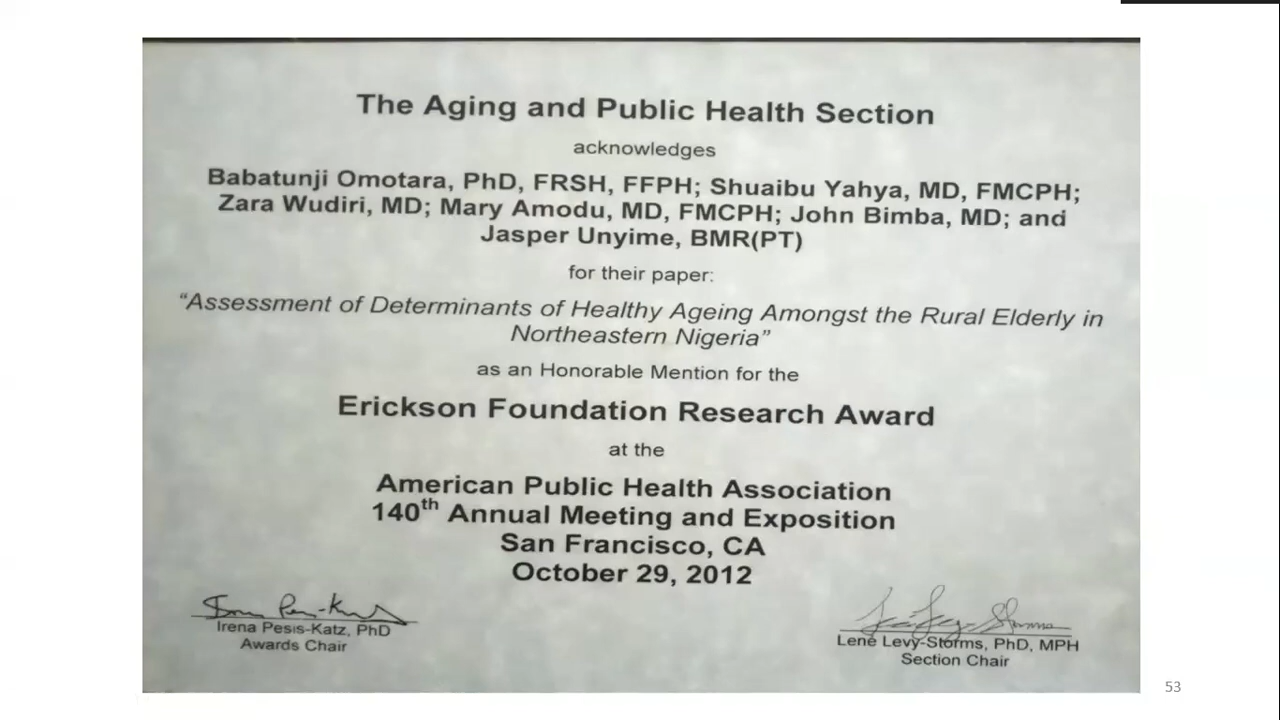 The Aging and Public Health Section
acknowledges
Babatunji Omotara, PhD, FRSH, FFPH; Shuaibu Yahya, MD, FMCPH;
Zara Wudiri, MD; Mary Amodu, MD, FMCPH; John Bimba, MD; and
Jasper Unyime, BMR(PT)
for their paper:
“Assessment of Determinants of Healthy Ageing Amongst the Rural Elderly in
Northeastern Nigeria”
as an Honorable Mention for the
Erickson Foundation Research Award
at the
American Public Health Association
140th Annual Meeting and Exposition
San Francisco, CA
October 29, 2012
Irena Pesis-Katz, PhD
Awards Chair
Lené Levy-Storms, PhD, MPH
Section Chair
53